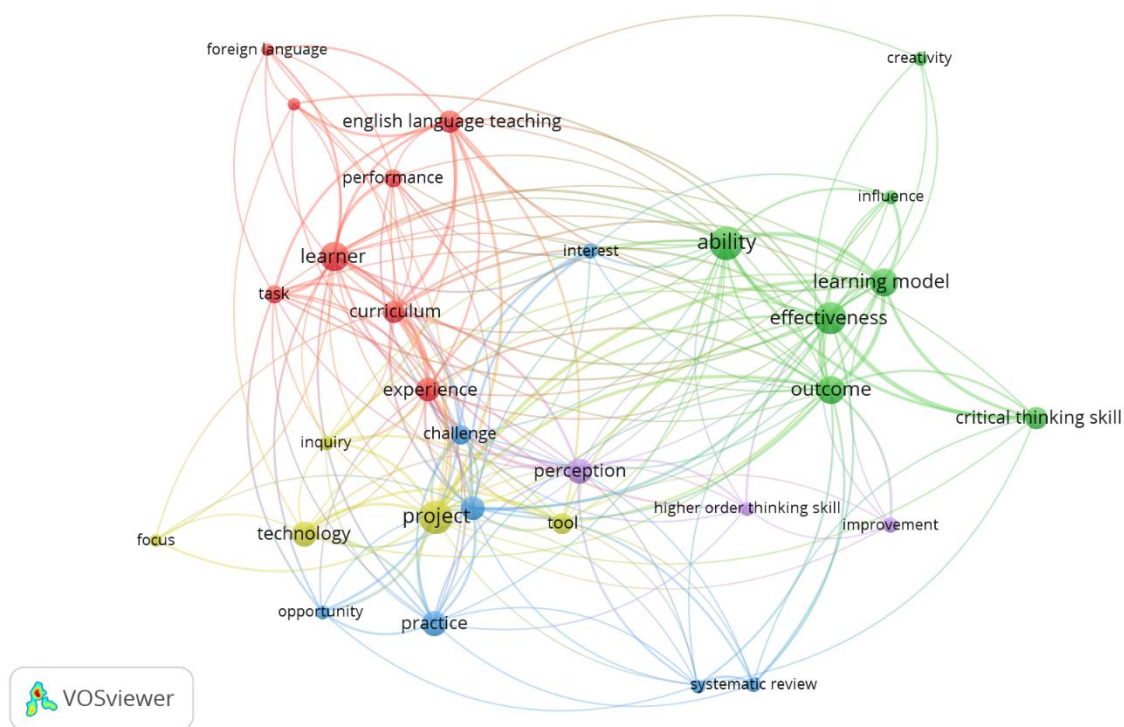 foreign language
creativity
english language teaching
performance
influence
ability
interest
learner
learning model
task
curriculum
effectiveness
experience
outcome
challenge
critical thinking skill
inquiry
perception
higher order thinking skill
project
tool
improvement
technology
focus
opportunity
practice
systematic review
VOSviewer